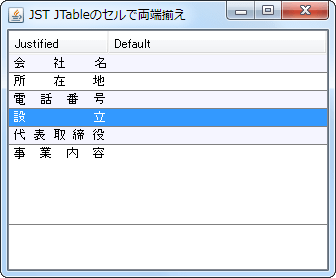 JST JTableのセルで両端揃え
Justified Default
会社名
所在地
電話番号
設立
代表取締役
事業内容